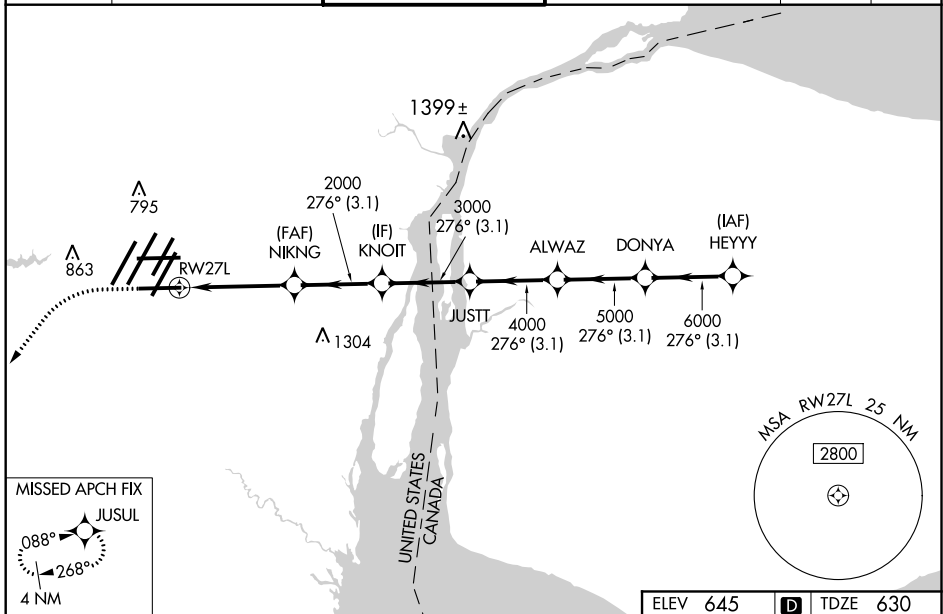 1399±
795
863
2000
276° (3.1)
3000
276° (3.1)
(FAF)
NIKNG
(IF)
KNOIT
ALWAZ
DONYA
(IAF)
HEYYY
RW27L
JUSTT
4000
276° (3.1)
5000
276° (3.1)
6000
276° (3.1)
1304
MSA RW27L 25 NM
2800
UNITED STATES
CANADA
MISSED APCH FIX
JUSUL
088°
268°
4 NM
ELEV 645 D TDZE 630